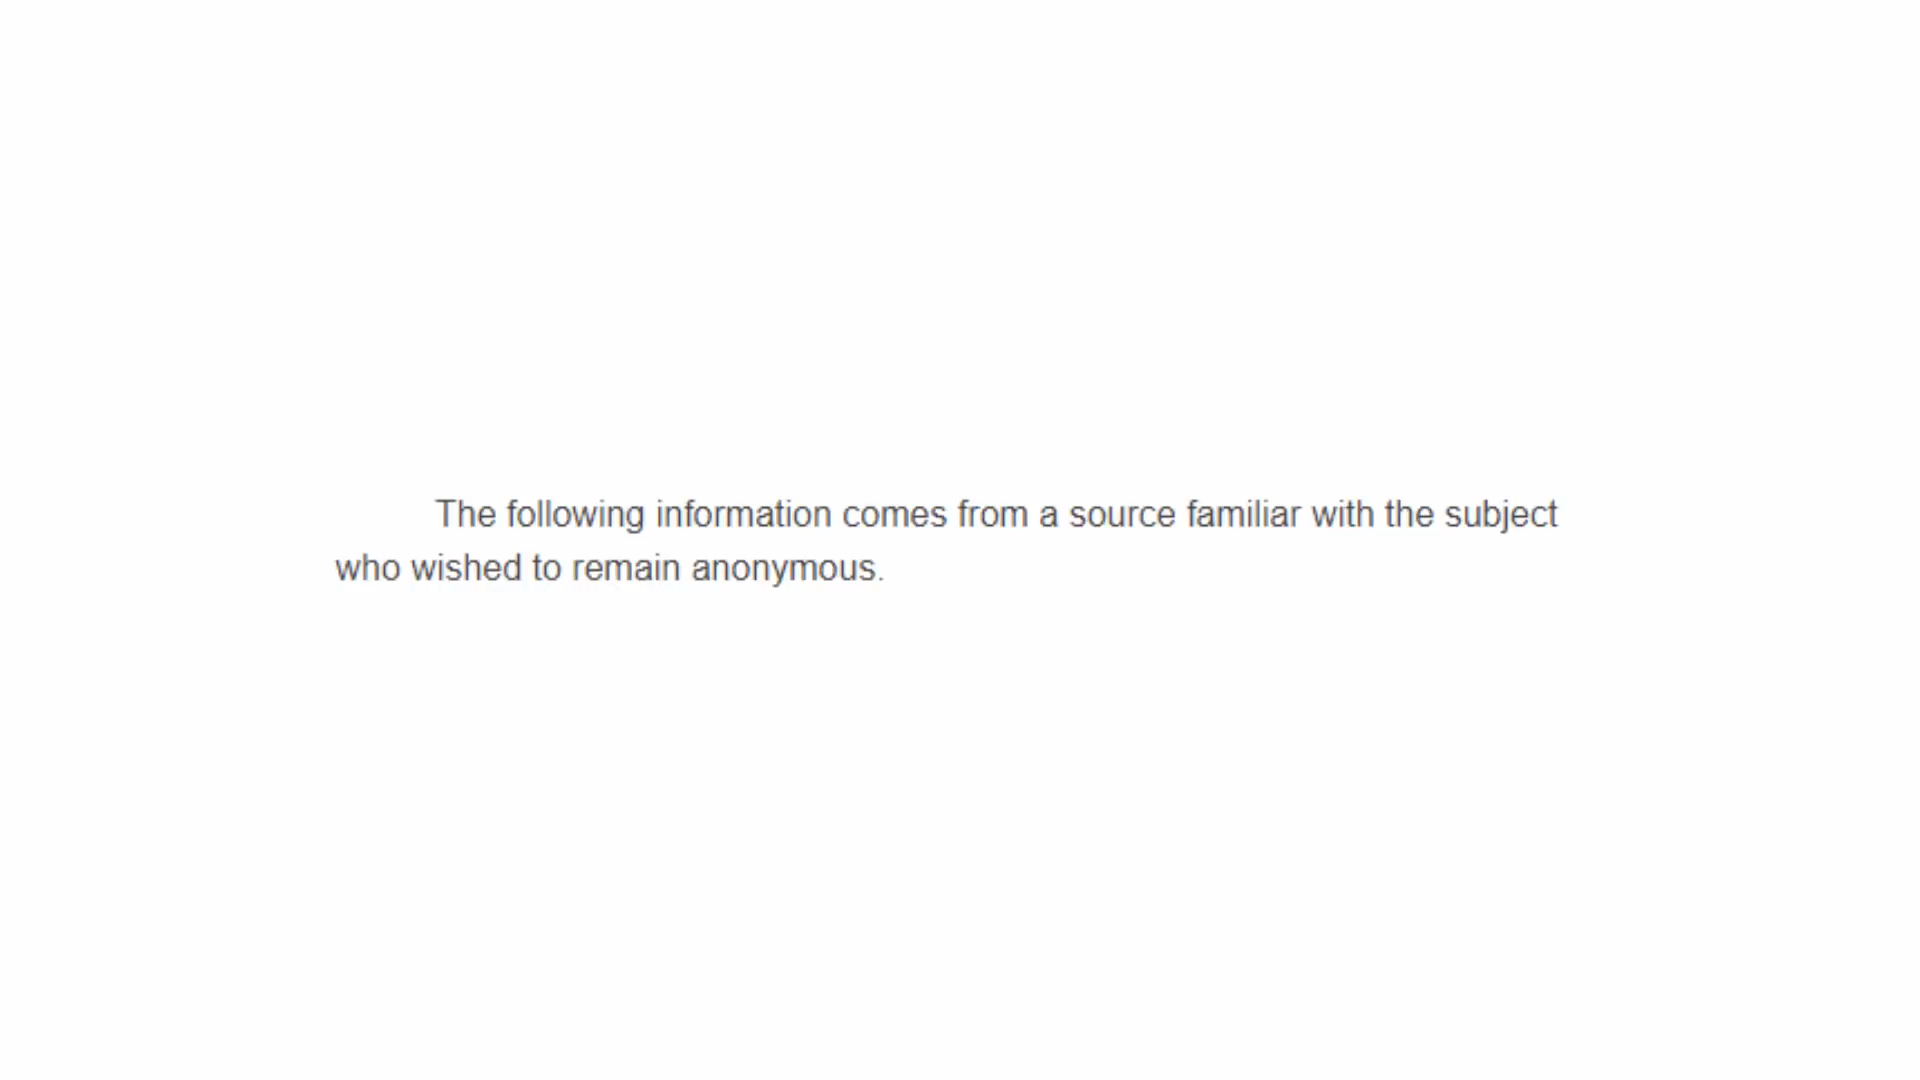 The following information comes from a source familiar with the subject
who wished to remain anonymous.